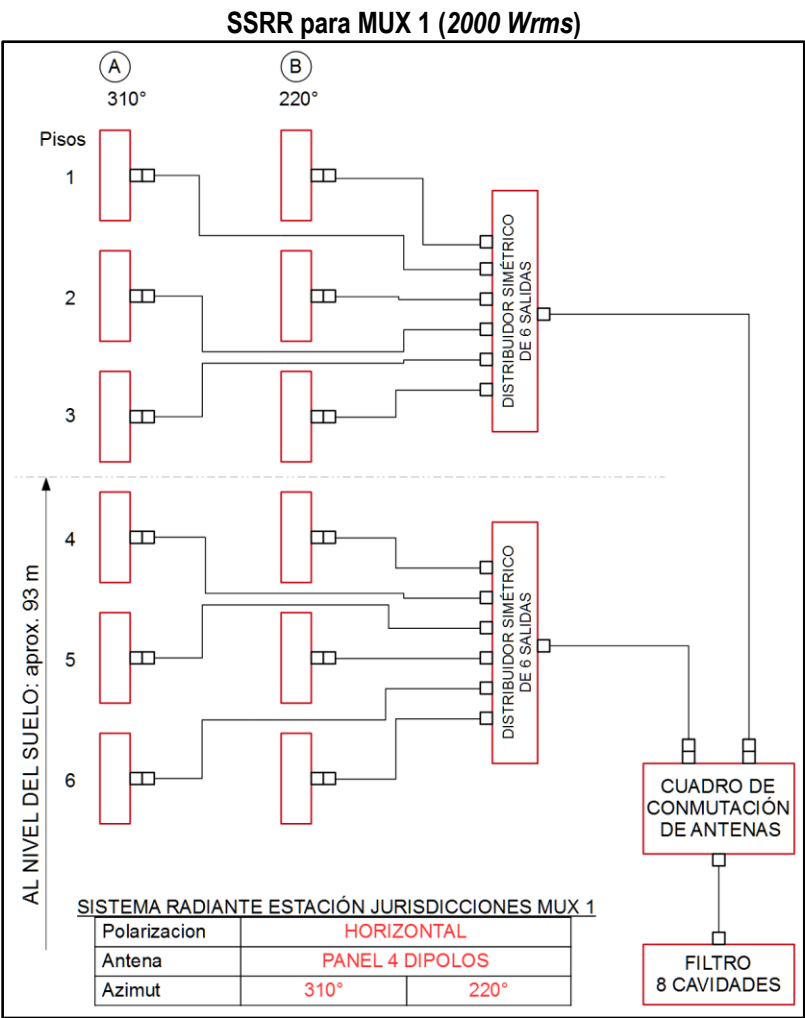 SSRR para MUX 1 (2000 Wrms)
A
B
310°
220°
Pisos
1
2
3
DISTRIBUIDOR SIMÉTRICO
DE 6 SALIDAS
4
5
6
DISTRIBUIDOR SIMÉTRICO
DE 6 SALIDAS
AL NIVEL DEL SUELO: aprox. 93 m
CUADRO DE
CONMUTACIÓN
DE ANTENAS
FILTRO
8 CAVIDADES
SISTEMA RADIANTE ESTACIÓN JURISDICCIONES MUX 1
Polarizacion HORIZONTAL
Antena PANEL 4 DIPOLOS
Azimut 310° 220°